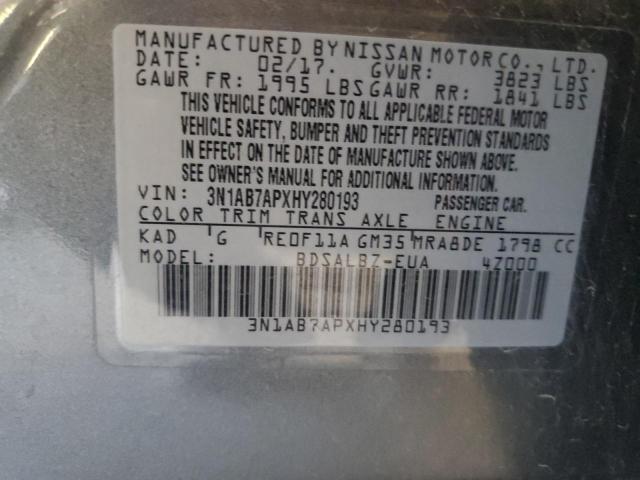 MANUFACTURED BY NISSAN MOTOR CO., LTD.
DATE: 02/17. GVWR: 3823 LBS
GAWR FR: 1995 LBS GAWR RR: 1841 LBS
THIS VEHICLE CONFORMS TO ALL APPLICABLE FEDERAL MOTOR
VEHICLE SAFETY, BUMPER AND THEFT PREVENTION STANDARDS
IN EFFECT ON THE DATE OF MANUFACTURE SHOWN ABOVE.
SEE OWNER'S MANUAL FOR ADDITIONAL INFORMATION.
VIN: 3N1AB7APXHY280193 PASSENGER CAR.
COLOR TRIM TRANS AXLE ENGINE
KAD G RE0F11A GM35 MRA8DE 1798 CC
MODEL: BDSALBZ-EUA 4Z000
3N1AB7APXHY280193